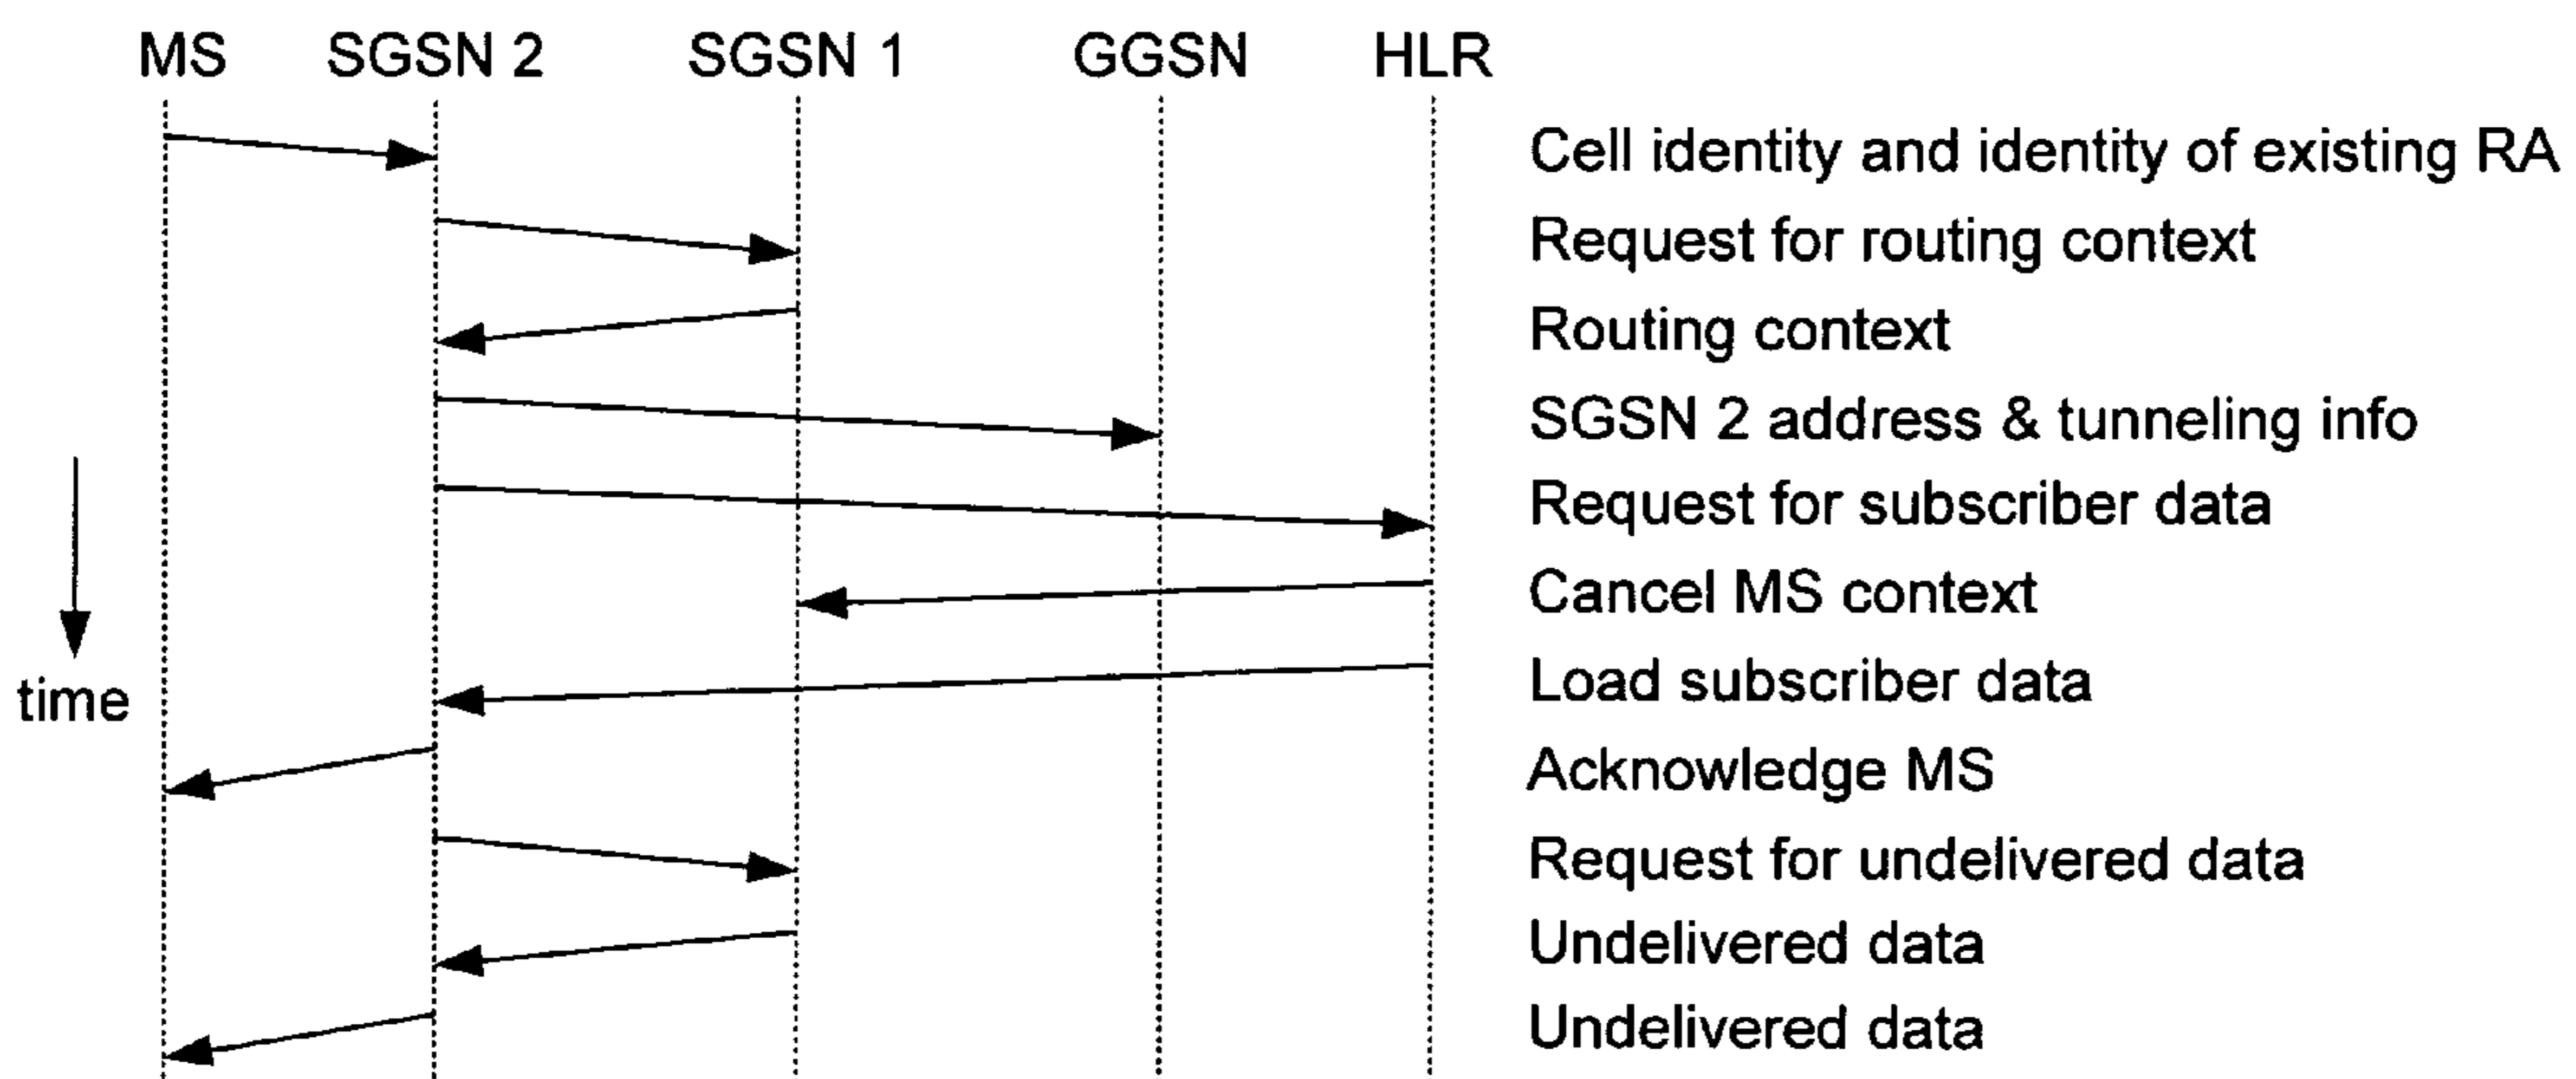 MS SGSN 2 SGSN 1 GGSN HLR
Cell identity and identity of existing RA
Request for routing context
Routing context
SGSN 2 address & tunneling info
Request for subscriber data
Cancel MS context
Load subscriber data
time
Acknowledge MS
Request for undelivered data
Undelivered data
Undelivered data